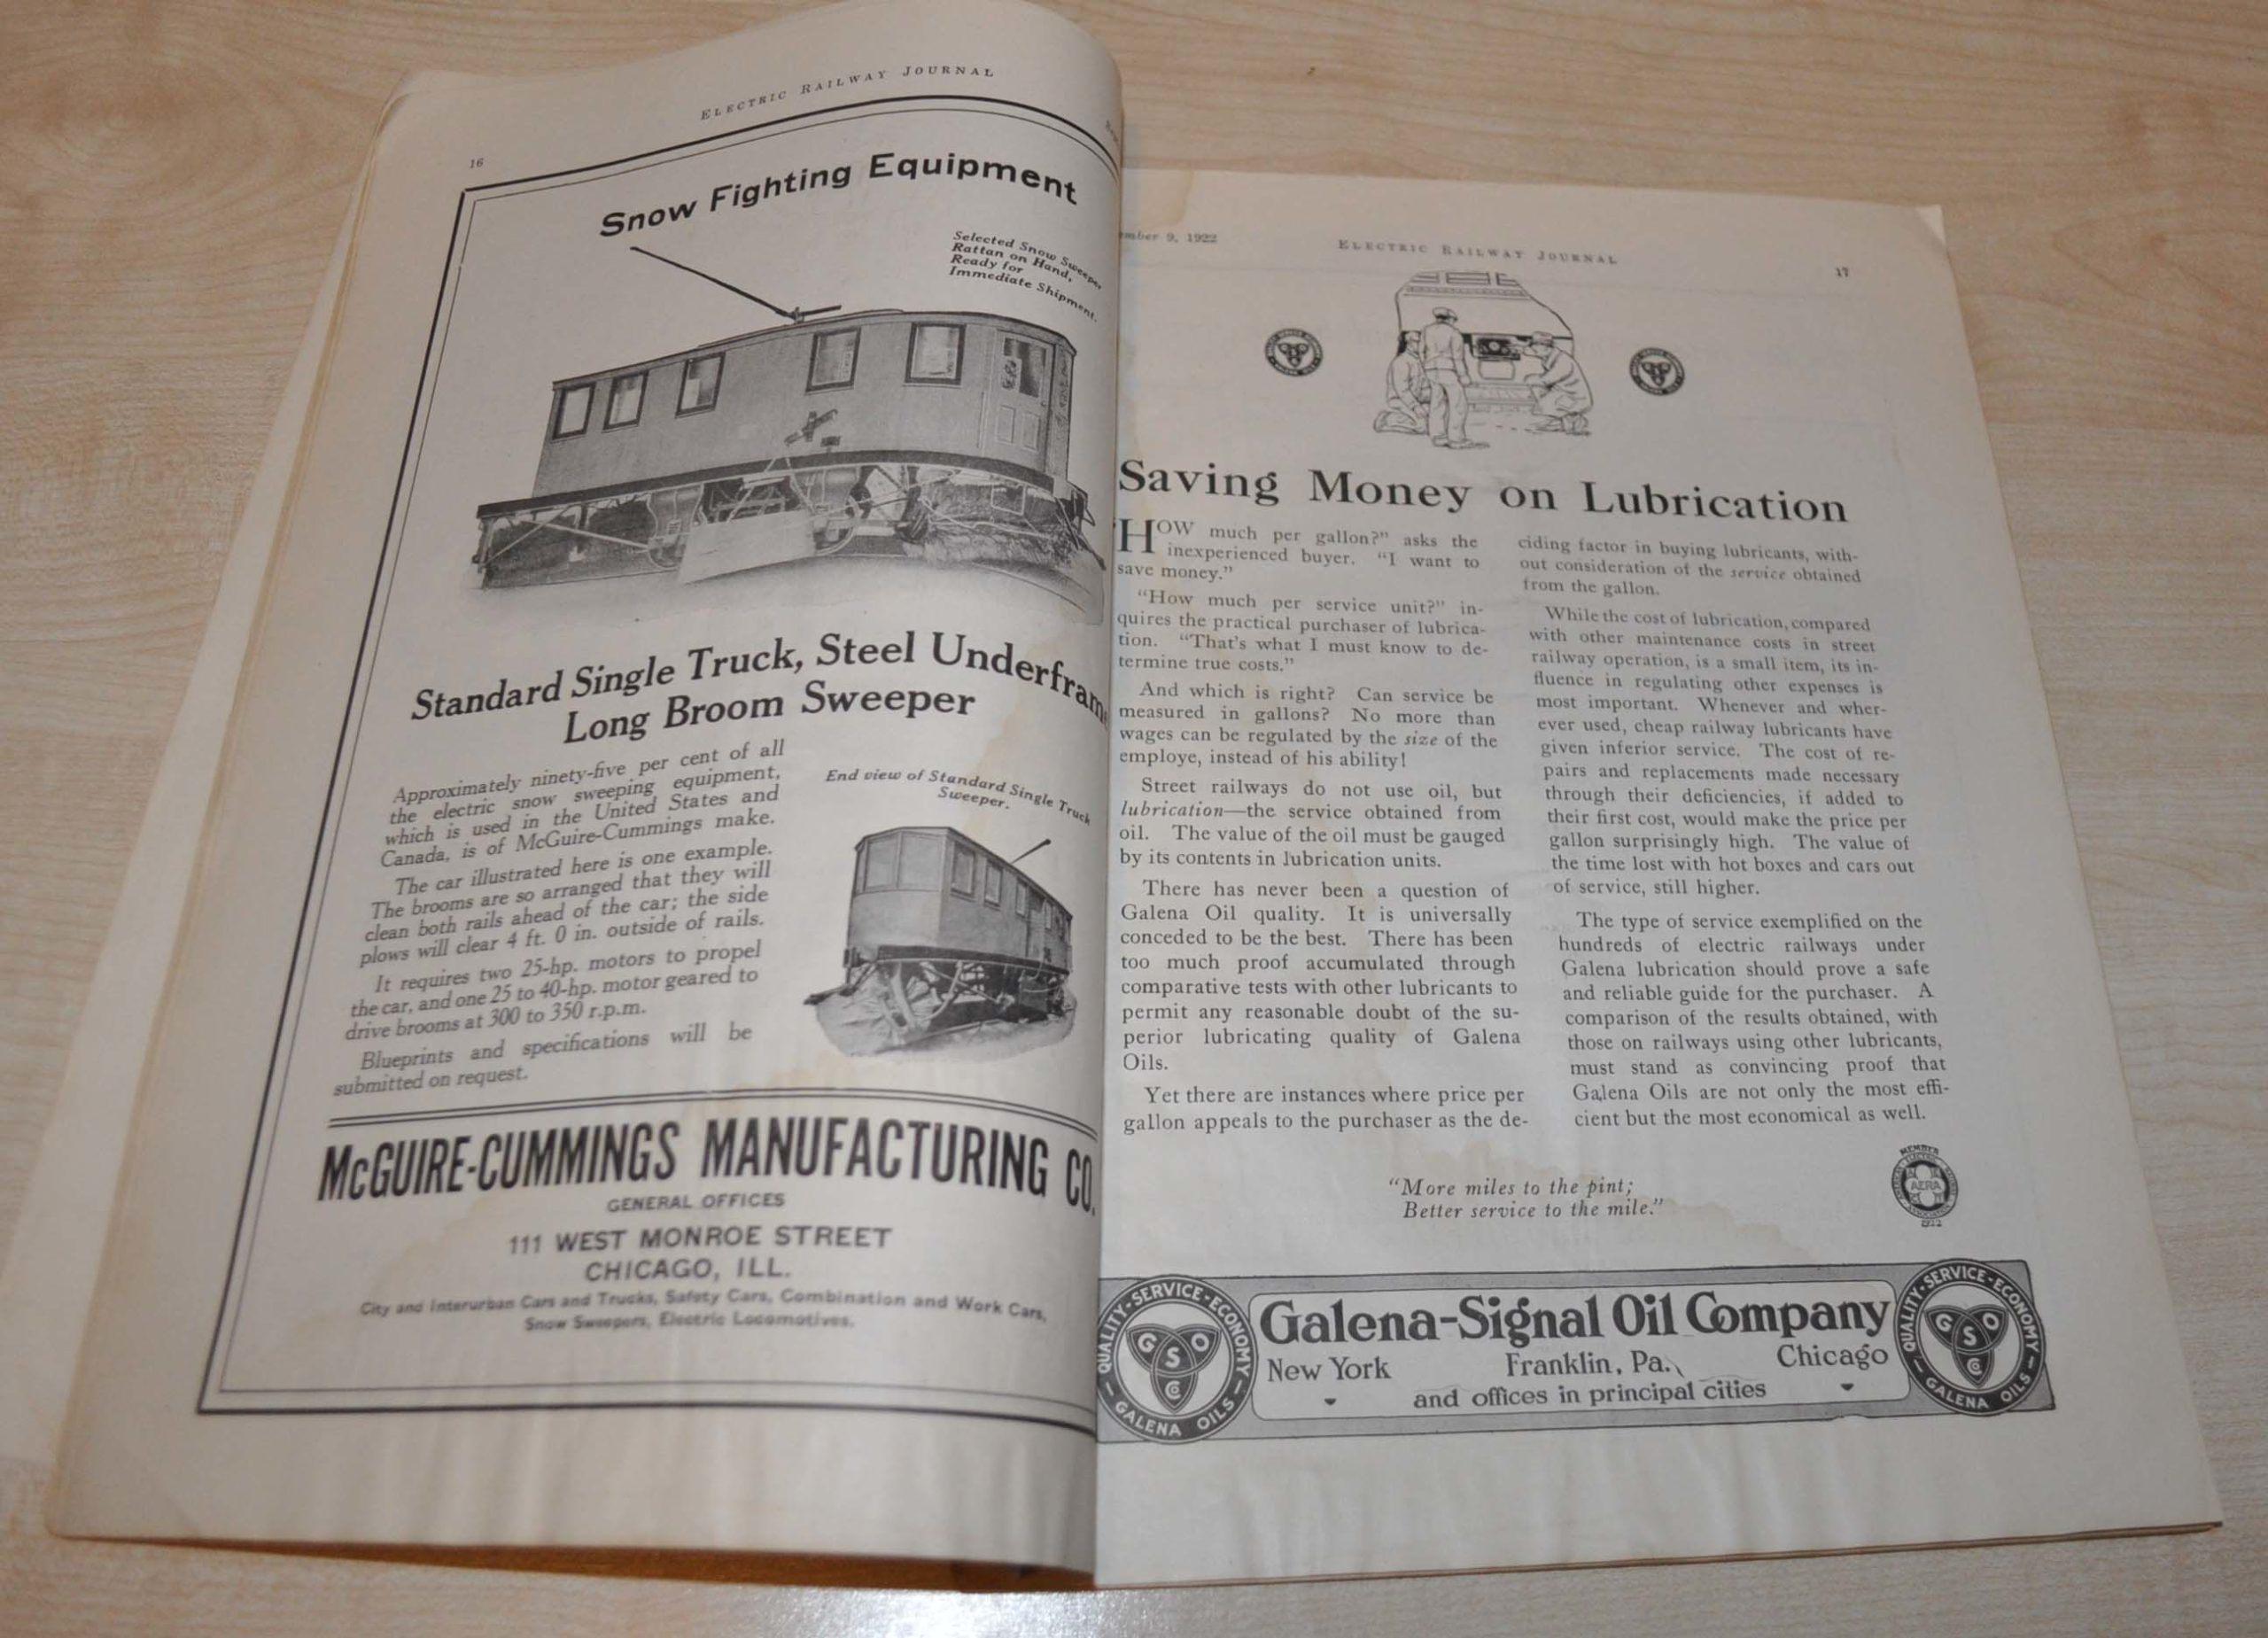 16
ELECTRIC RAILWAY JOURNAL
Snow Fighting Equipment
Selected Snow Sweeper
Rattan on Hand,
Ready for
Immediate Shipment.
Standard Single Truck, Steel Underfram
Long Broom Sweeper
Approximately ninety-five per cent of all
the electric snow sweeping equipment,
which is used in the United States and
Canada, is of McGuire-Cummings make.
The car illustrated here is one example.
The brooms are so arranged that they will
clean both rails ahead of the car; the side
plows will clear 4 ft. 0 in. outside of rails.
It requires two 25-hp. motors to propel
the car, and one 25 to 40-hp. motor geared to
drive brooms at 300 to 350 r.p.m.
Blueprints and specifications will be
submitted on request.
End view of Standard Single Truck
Sweeper.
McGUIRE-CUMMINGS MANUFACTURING CO.
GENERAL OFFICES
111 WEST MONROE STREET
CHICAGO, ILL.
City and Interurban Cars and Trucks, Safety Cars, Combination and Work Cars,
Snow Sweepers, Electric Locomotives.
ember 9, 1922
ELECTRIC RAILWAY JOURNAL
17
Saving Money on Lubrication
"HOW much per gallon?" asks the
inexperienced buyer. "I want to
save money."
"How much per service unit?" in-
quires the practical purchaser of lubrica-
tion. "That's what I must know to de-
termine true costs."
And which is right? Can service be
measured in gallons? No more than
wages can be regulated by the size of the
employe, instead of his ability!
Street railways do not use oil, but
lubrication—the service obtained from
oil. The value of the oil must be gauged
by its contents in lubrication units.
There has never been a question of
Galena Oil quality. It is universally
conceded to be the best. There has been
too much proof accumulated through
comparative tests with other lubricants to
permit any reasonable doubt of the su-
perior lubricating quality of Galena
Oils.
Yet there are instances where price per
gallon appeals to the purchaser as the de-
ciding factor in buying lubricants, with-
out consideration of the service obtained
from the gallon.
While the cost of lubrication, compared
with other maintenance costs in street
railway operation, is a small item, its in-
fluence in regulating other expenses is
most important. Whenever and wher-
ever used, cheap railway lubricants have
given inferior service. The cost of re-
pairs and replacements made necessary
through their deficiencies, if added to
their first cost, would make the price per
gallon surprisingly high. The value of
the time lost with hot boxes and cars out
of service, still higher.
The type of service exemplified on the
hundreds of electric railways under
Galena lubrication should prove a safe
and reliable guide for the purchaser. A
comparison of the results obtained, with
those on railways using other lubricants,
must stand as convincing proof that
Galena Oils are not only the most effi-
cient but the most economical as well.
"More miles to the pint;
Better service to the mile."
MEMBER
AERA
1922
QUALITY-SERVICE-ECONOMY
GSO
Co
GALENA OILS
Galena-Signal Oil Company
New York Franklin, Pa. Chicago
and offices in principal cities
QUALITY-SERVICE-ECONOMY
GSO
Co
GALENA OILS